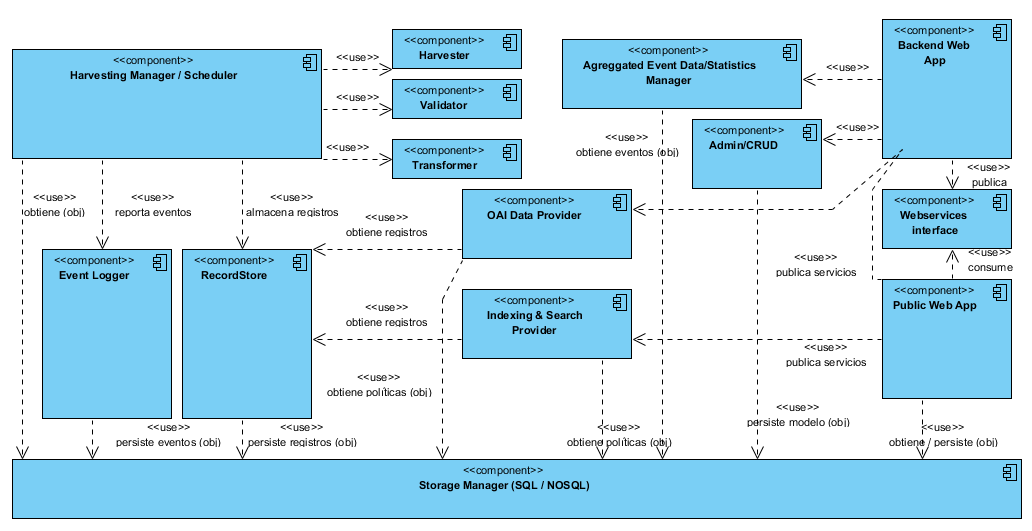 <<component>>
Harvesting Manager / Scheduler
<<use>>
<<component>>
Harvester
<<use>>
<<component>>
Validator
<<use>>
<<component>>
Transformer
<<component>>
Agreggated Event Data/Statistics
Manager
<<use>>
<<component>>
Backend Web
App
<<use>>
obtiene eventos (obj)
<<component>>
Admin/CRUD
<<use>>
<<use>>
publica
<<use>>
obtiene (obj)
<<use>>
reporta eventos
<<use>>
almacena registros
<<use>>
obtiene registros
<<component>>
OAI Data Provider
<<component>>
Webservices
interface
<<use>>
publica servicios
<<use>>
consume
<<component>>
Event Logger
<<component>>
RecordStore
<<use>>
obtiene registros
<<component>>
Indexing & Search
Provider
<<component>>
Public Web App
<<use>>
publica servicios
<<use>>
obtiene políticas (obj)
<<use>>
persiste modelo (obj)
<<use>>
persiste eventos (obj)
<<use>>
persiste registros (obj)
<<use>>
obtiene políticas (obj)
<<use>>
obtiene / persiste (obj)
<<component>>
Storage Manager (SQL / NOSQL)